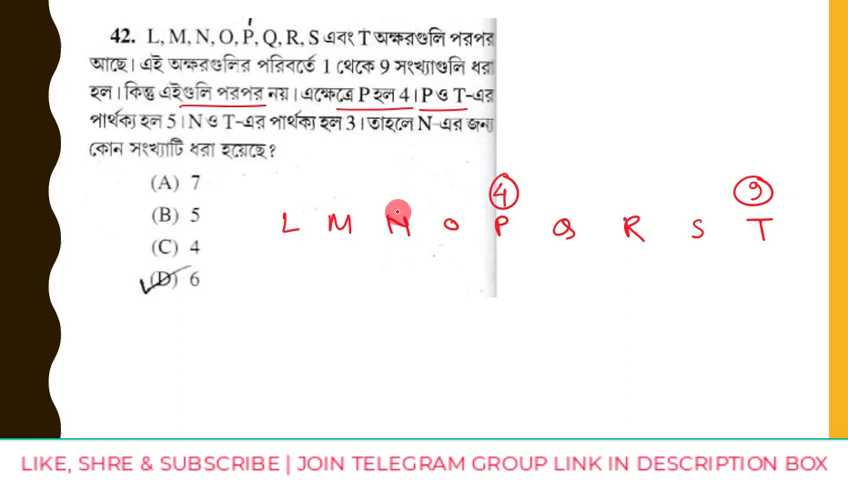 42. L, M, N, O, P, Q, R, S এবং T অক্ষরগুলি পরপর
আছে। এই অক্ষরগুলির পরিবর্তে 1 থেকে 9 সংখ্যাগুলি ধরা
হল। কিন্তু এইগুলি পরপর নয়। এক্ষেত্রে P হল 4। P ও T-এর
পার্থক্য হল 5। N ও T-এর পার্থক্য হল 3। তাহলে N-এর জন্য
কোন সংখ্যাটি ধরা হয়েছে?
(A) 7
(B) 5
(C) 4
(D) 6
4 9
L M N O P Q R S T
LIKE, SHRE & SUBSCRIBE | JOIN TELEGRAM GROUP LINK IN DESCRIPTION BOX